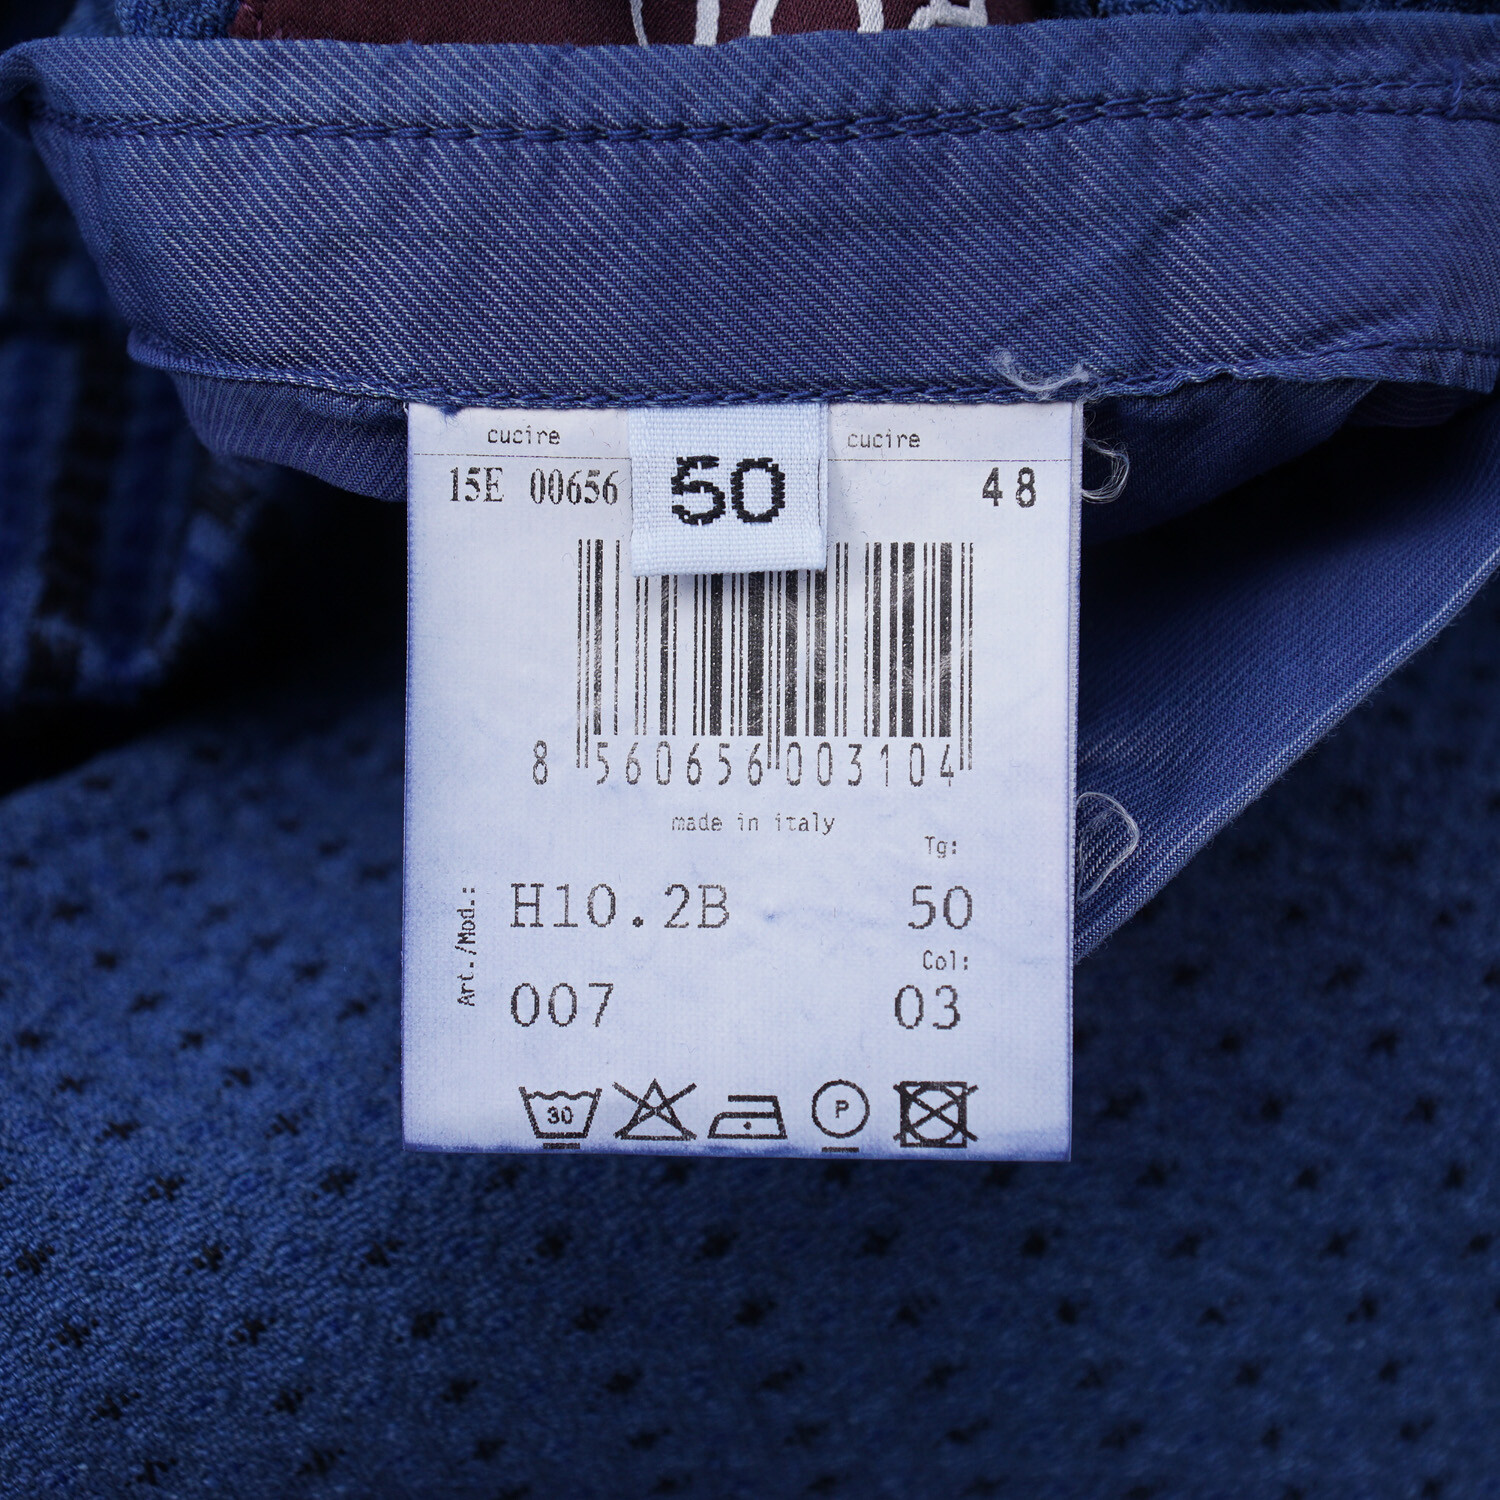 cucire cucire
15E 00656 50 48
8 560656 003104
made in italy
Tg:
Art./Mod.: H10.2B 50
Col:
007 03
30 P